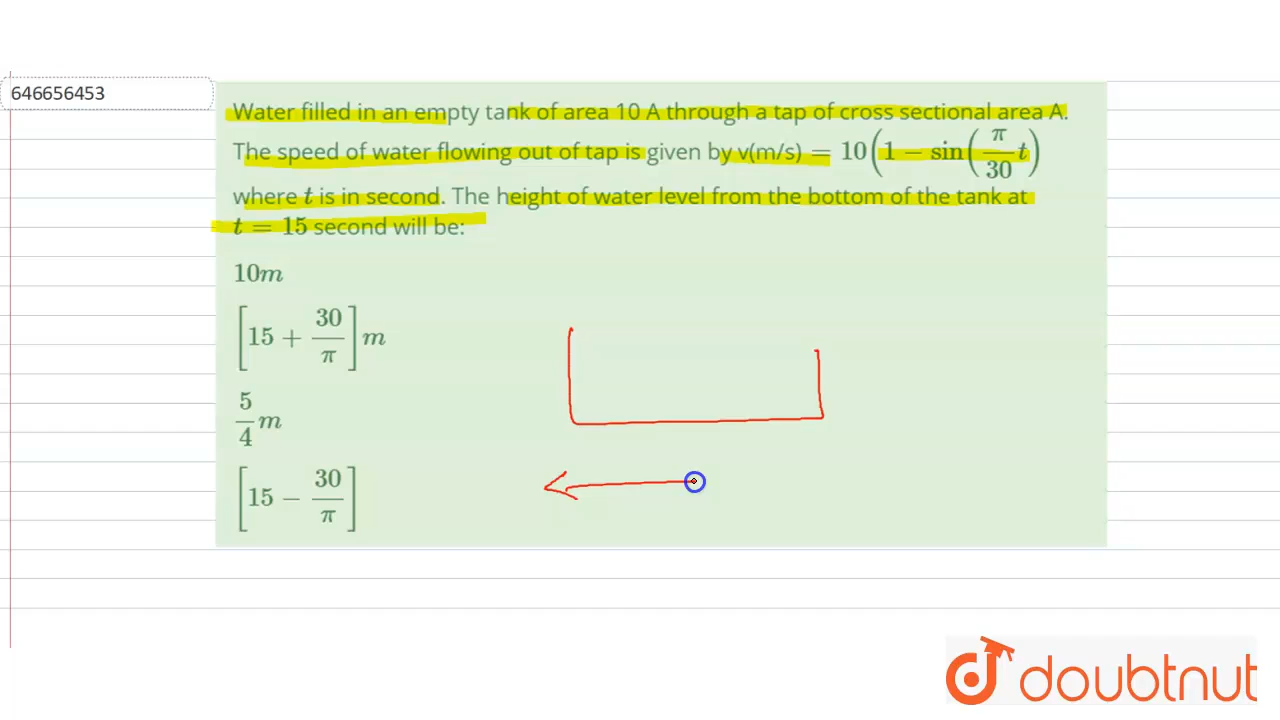 646656453
Water filled in an empty tank of area 10 A through a tap of cross sectional area A.
The speed of water flowing out of tap is given by v(m/s) = 10(1 − sin(π/30 t)
where t is in second. The height of water level from the bottom of the tank at
t = 15 second will be:
10m
[15 + 30/π] m
5/4 m
[15 − 30/π]
doubtnut